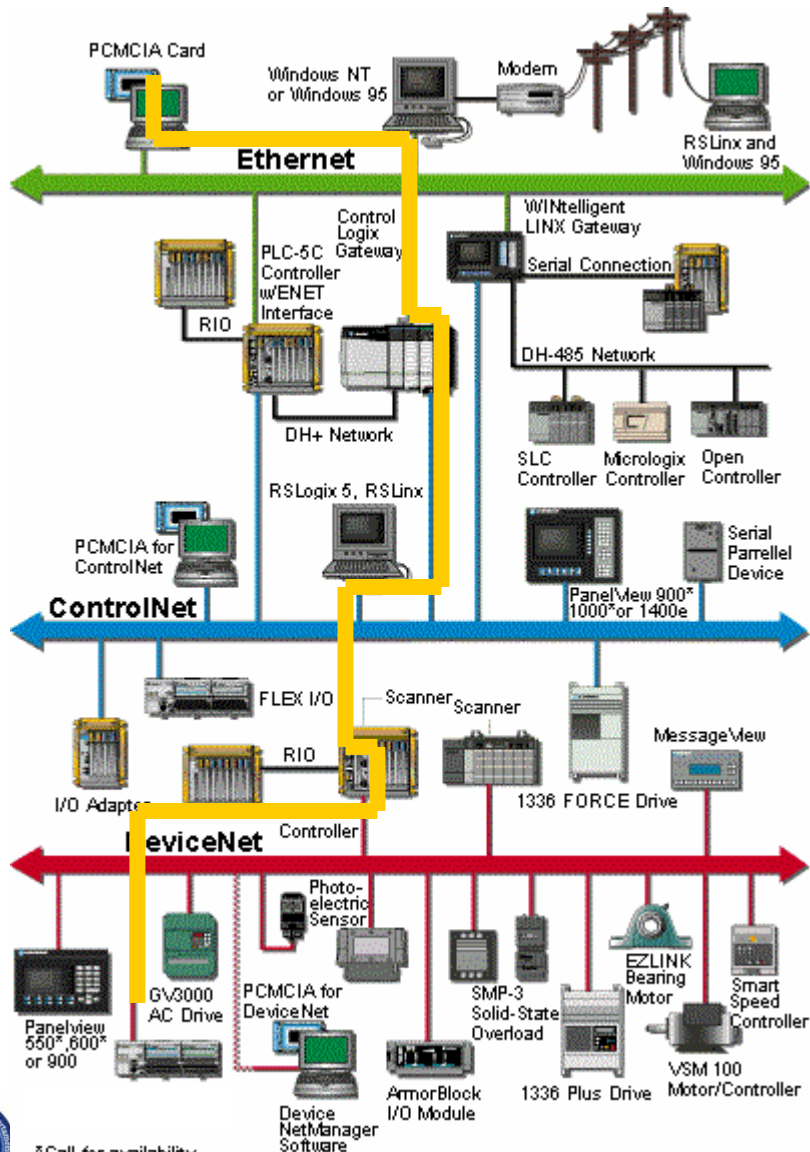 PCMCIA Card
Windows NT
or Windows 95
Modern
RSLinx and
Windows 95
Ethernet
Control
Logix
Gateway
WINtelligent
LINX Gateway
PLC-5C
Controller
w/ENET
Interface
Serial Connection
RIO
DH-485 Network
DH+ Network
SLC
Controller
Micrologix
Controller
Open
Controller
RSLogix 5, RSLinx
PCMCIA for
ControlNet
Serial
Parrellel
Device
PanelView 900*
1000* or 1400e
ControlNet
FLEX I/O
Scanner
Scanner
MessageView
RIO
I/O Adapter
1336 FORCE Drive
Controller
DeviceNet
Photo-
electric
Sensor
GV3000
AC Drive
PCMCIA for
DeviceNet
SMP-3
Solid-State
Overload
EZLINK
Bearing
Motor
Smart
Speed
Controller
Panelview
550*,600*
or 900
ArmorBlock
I/O Module
1336 Plus Drive
VSM 100
Motor/Controller
Device
NetManager
Software
*Call for availability